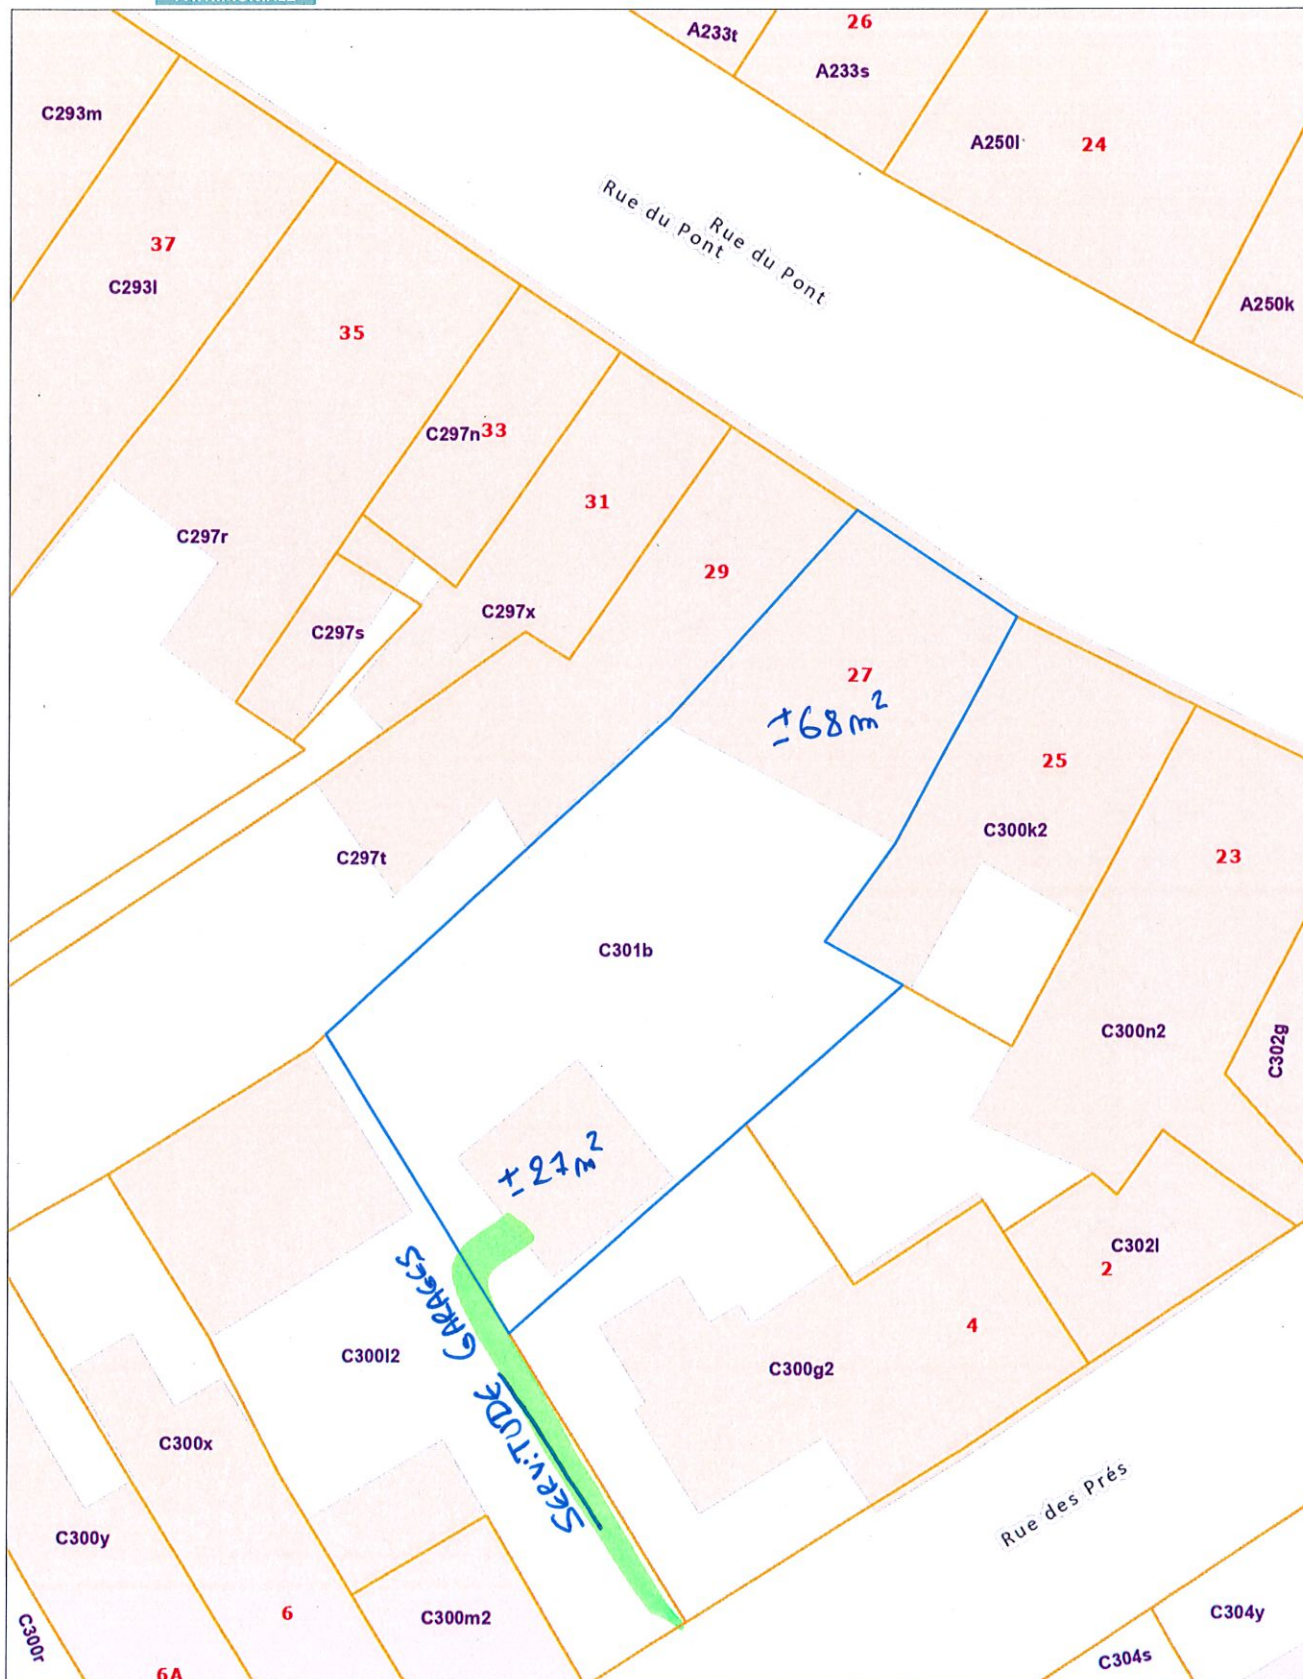 A233t
26
A233s
C293m
A250l
24
Rue du Pont
Rue du Pont
37
C293l
A250k
35
C297n
33
31
C297r
29
C297x
C297s
27
±68m²
25
C300k2
C297t
23
C301b
C300n2
C302g
±27m²
C302l
2
SERViTUDE GARAGES
4
C300l2
C300g2
C300x
Rue des Prés
C300y
6
C300m2
C304y
C300r
C304s
6A